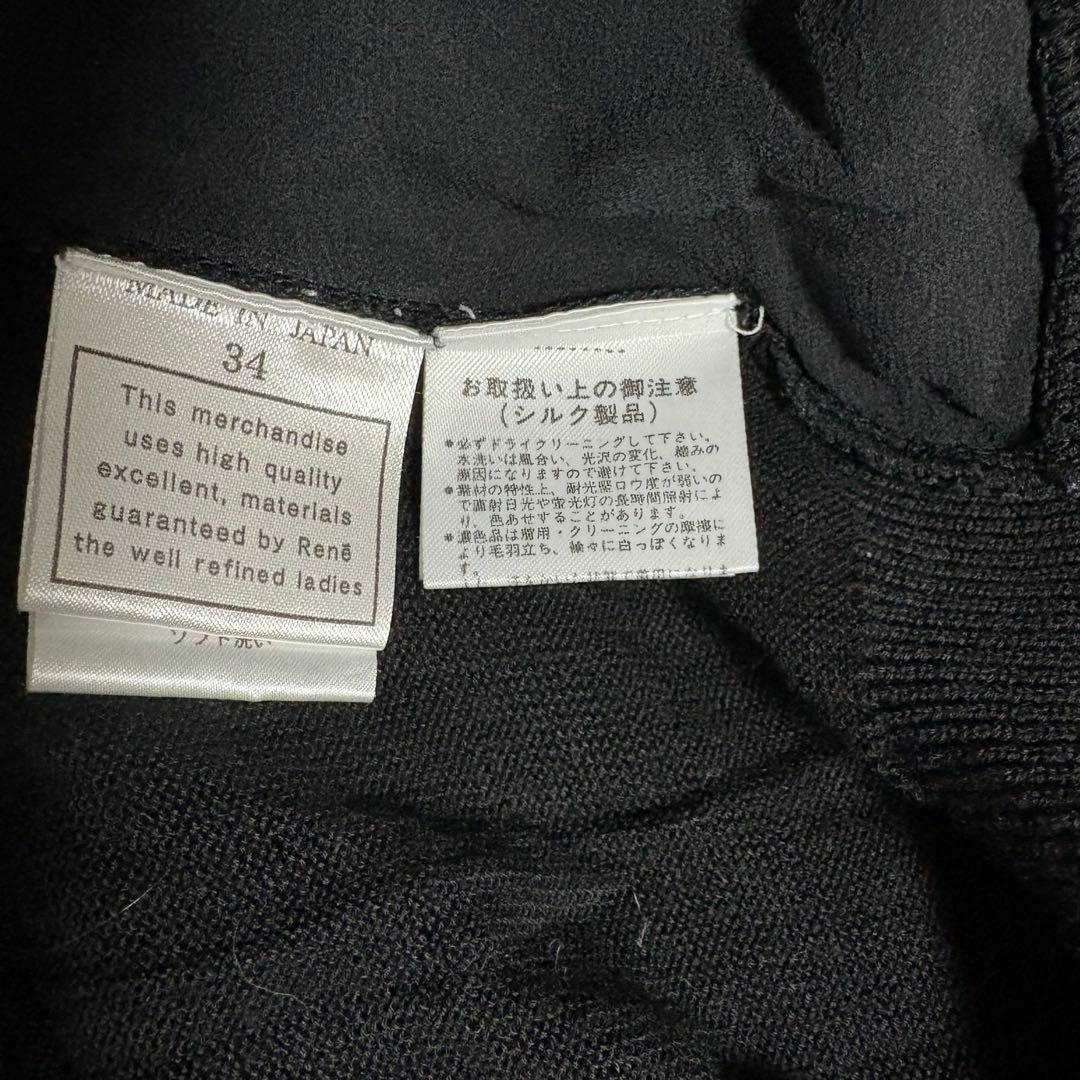 MADE IN JAPAN
34
This merchandise
uses high quality
excellent, materials
guaranteed by Renē
the well refined ladies
ソフト洗い
お取扱い上の御注意
(シルク製品)
*必ずドライクリーニングして下さい。
水洗いは風合い、光沢の変化、縮みの
原因になりますので避けて下さい。
*素材の特性上、耐光堅ロウ度が弱いの
で直射日光や蛍光灯の長時間照射によ
り、色あせすることがあります。
*濃色品は着用・クリーニングの摩擦に
より毛羽立ち、除々に白っぽくなりま
す。